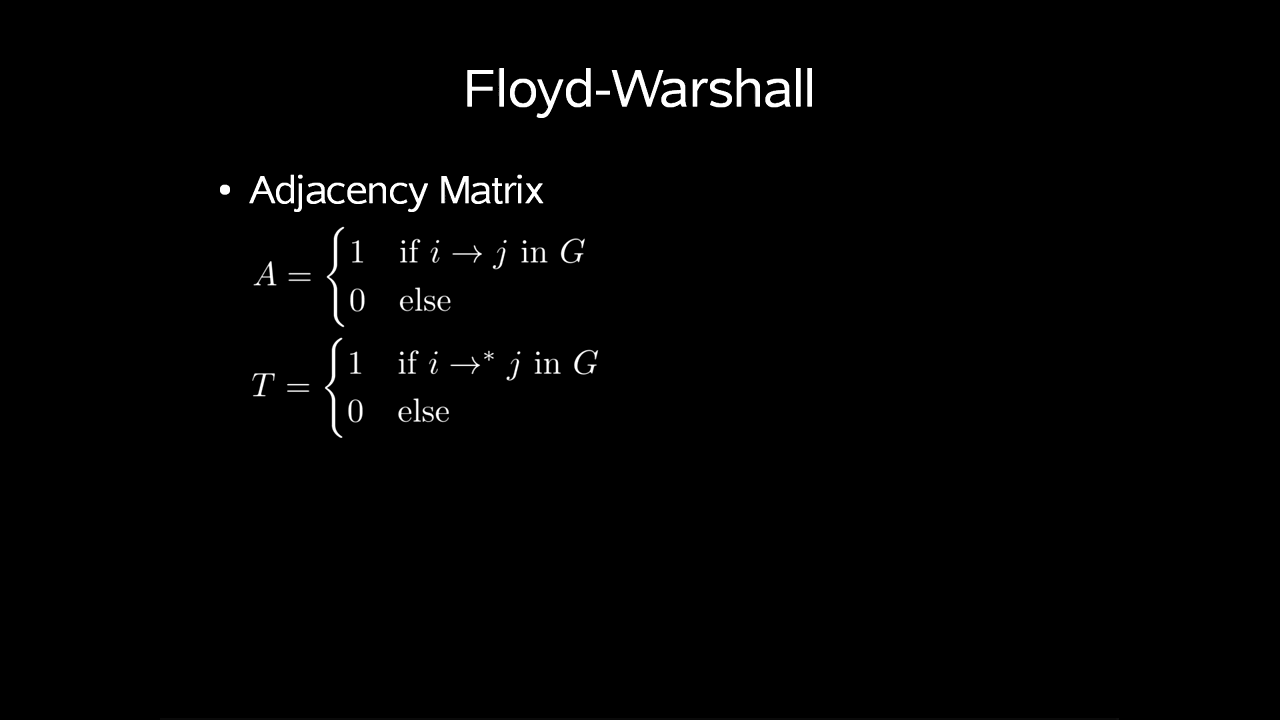 Floyd-Warshall
• Adjacency Matrix
A = { 1 if i → j in G
0 else
T = { 1 if i →* j in G
0 else